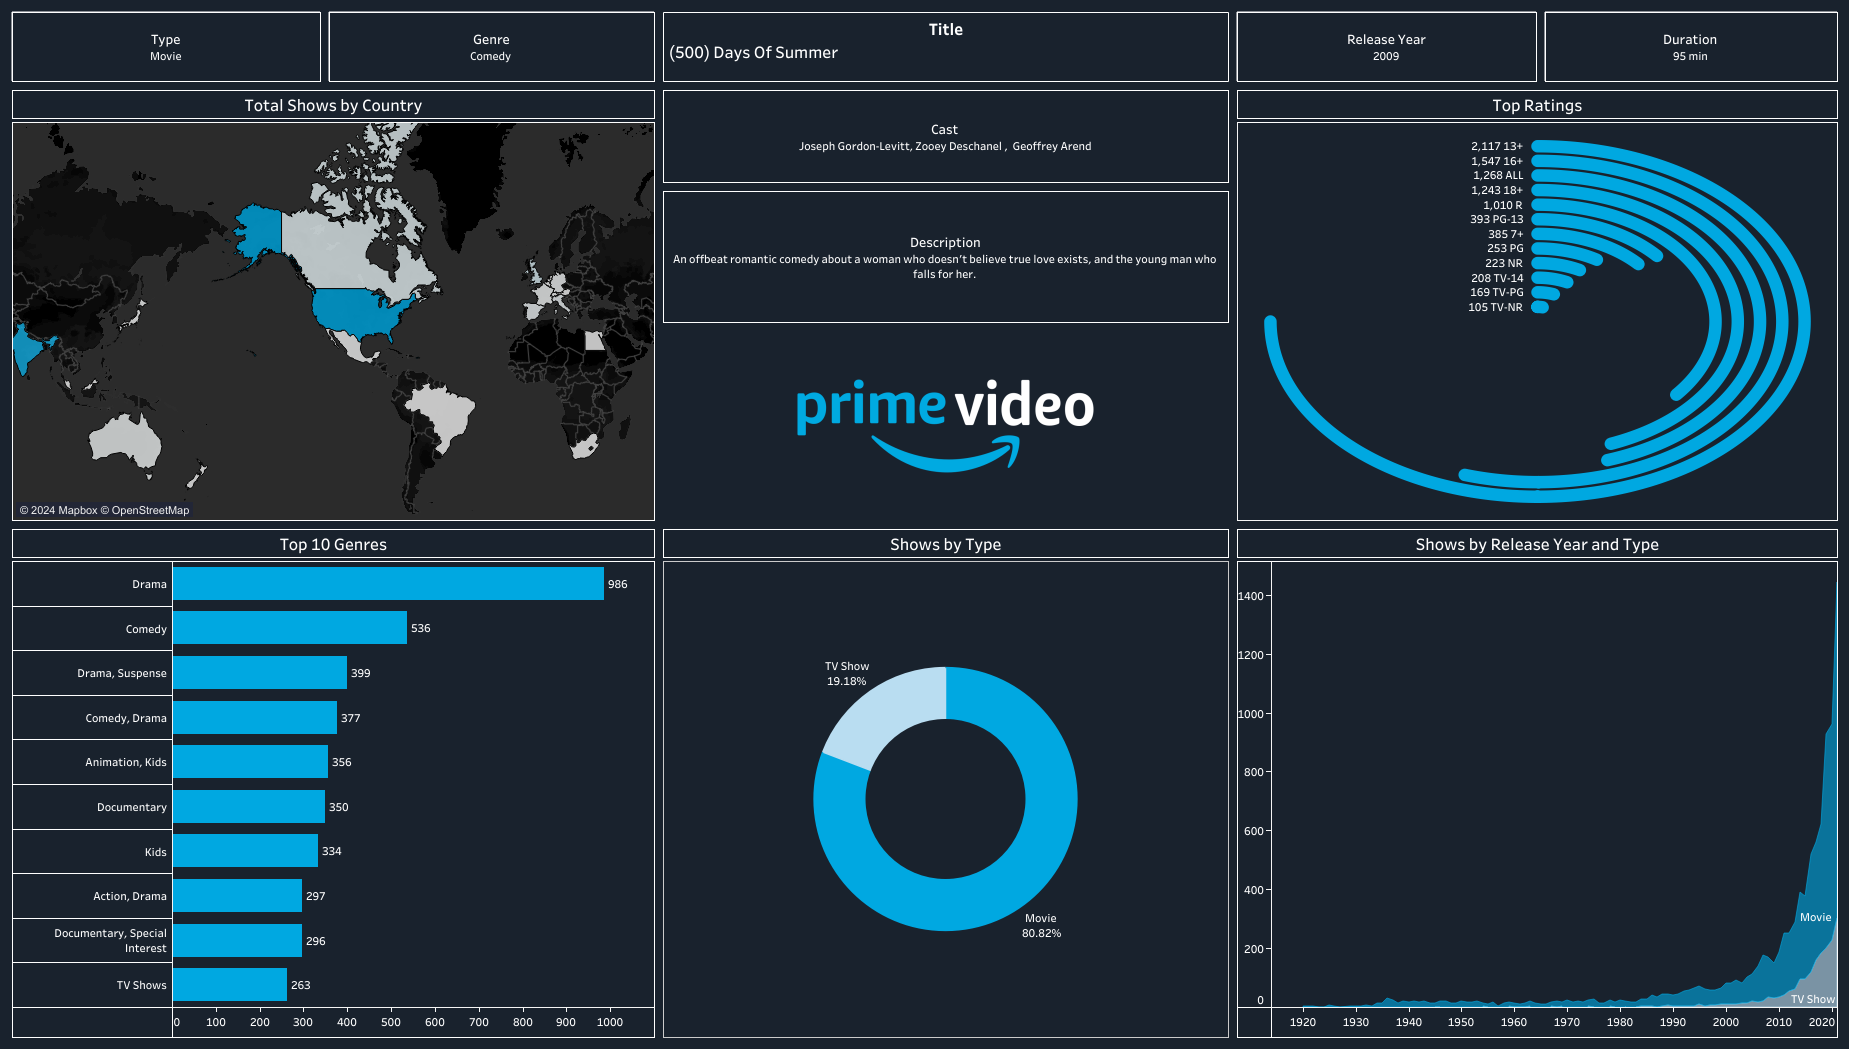 Type
Movie
Genre
Comedy
Title
(500) Days Of Summer
Release Year
2009
Duration
95 min
Total Shows by Country
© 2024 Mapbox © OpenStreetMap
Cast
Joseph Gordon-Levitt, Zooey Deschanel , Geoffrey Arend
Description
An offbeat romantic comedy about a woman who doesn't believe true love exists, and the young man who
falls for her.
prime video
Top Ratings
2,117 13+
1,547 16+
1,268 ALL
1,243 18+
1,010 R
393 PG-13
385 7+
253 PG
223 NR
208 TV-14
169 TV-PG
105 TV-NR
Top 10 Genres
Drama 986
Comedy 536
Drama, Suspense 399
Comedy, Drama 377
Animation, Kids 356
Documentary 350
Kids 334
Action, Drama 297
Documentary, Special
Interest 296
TV Shows 263
0 100 200 300 400 500 600 700 800 900 1000
Shows by Type
TV Show
19.18%
Movie
80.82%
Shows by Release Year and Type
1400
1200
1000
800
600
400
200
0
Movie
TV Show
1920 1930 1940 1950 1960 1970 1980 1990 2000 2010 2020